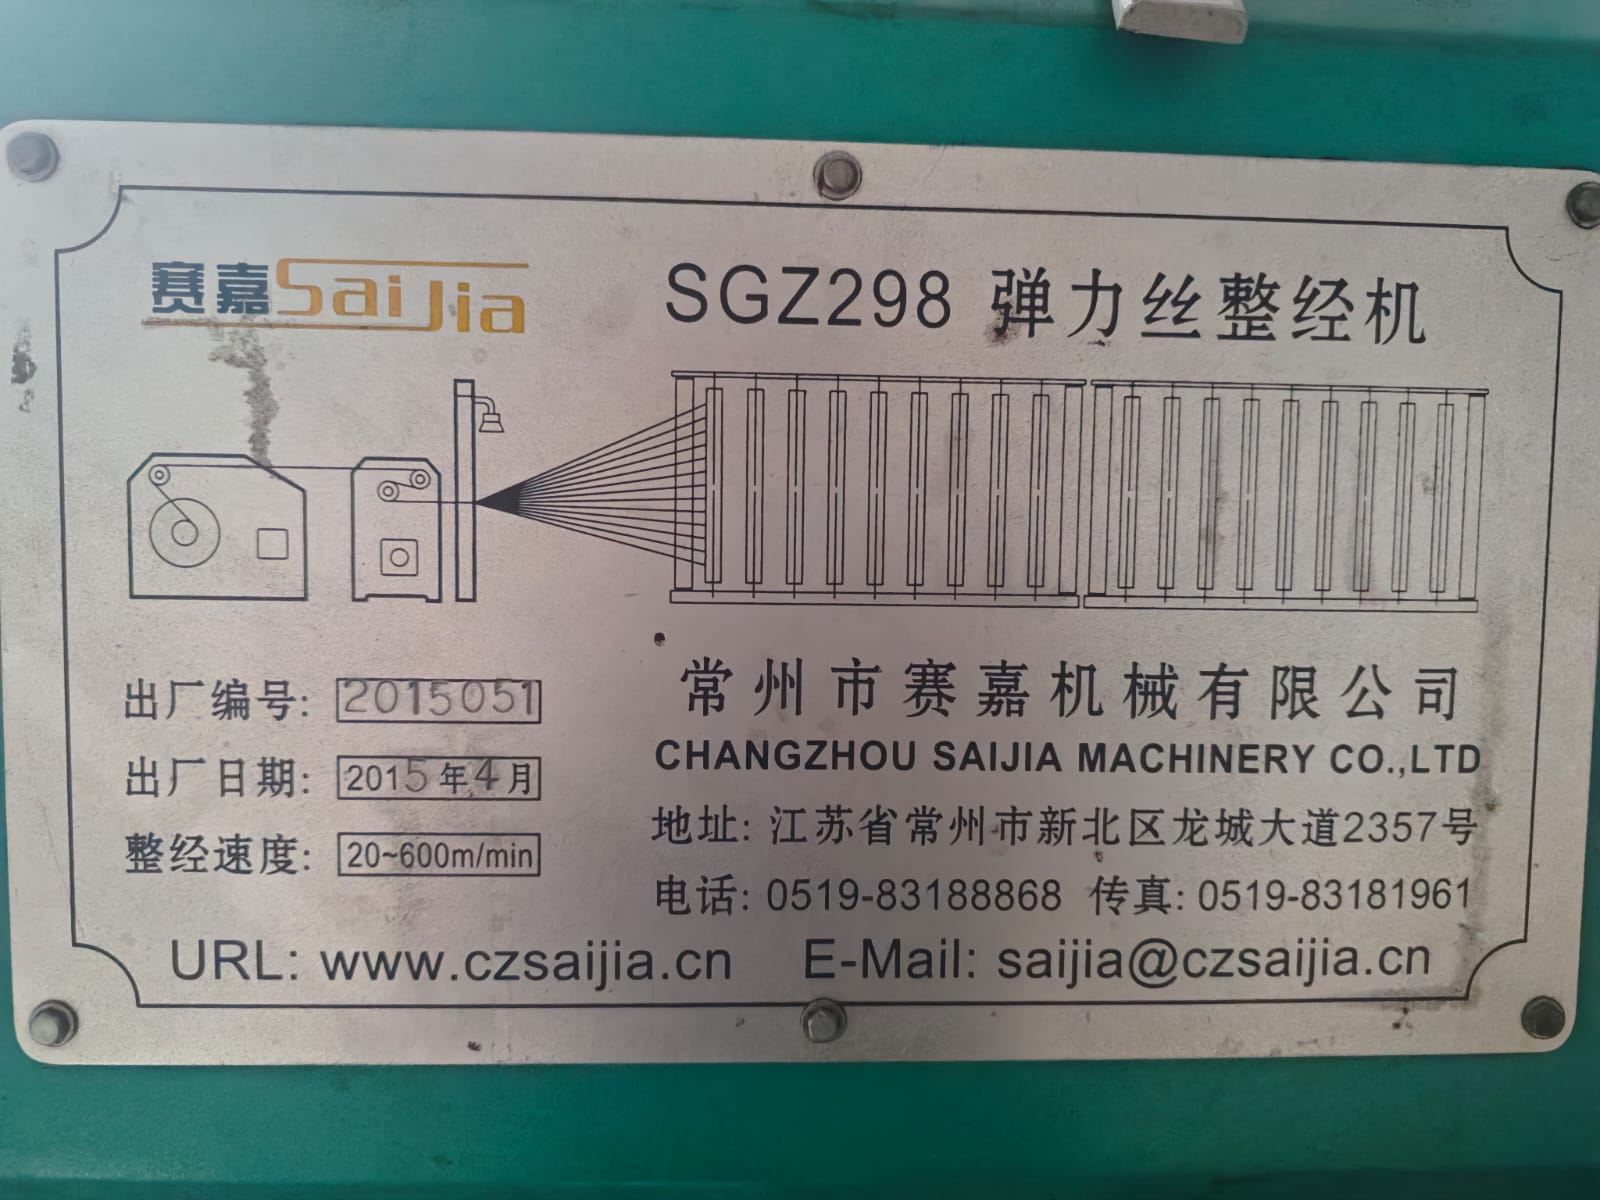 赛嘉SaiJia
SGZ298 弹力丝整经机
出厂编号: 2015051
出厂日期: 2015年4月
整经速度: 20~600m/min
常州市赛嘉机械有限公司
CHANGZHOU SAIJIA MACHINERY CO.,LTD
地址: 江苏省常州市新北区龙城大道2357号
电话: 0519-83188868 传真: 0519-83181961
URL: www.czsaijia.cn E-Mail: saijia@czsaijia.cn